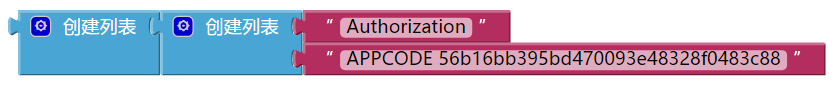 创建列表 创建列表 “ Authorization ”
“ APPCODE 56b16bb395bd470093e48328f0483c88 ”